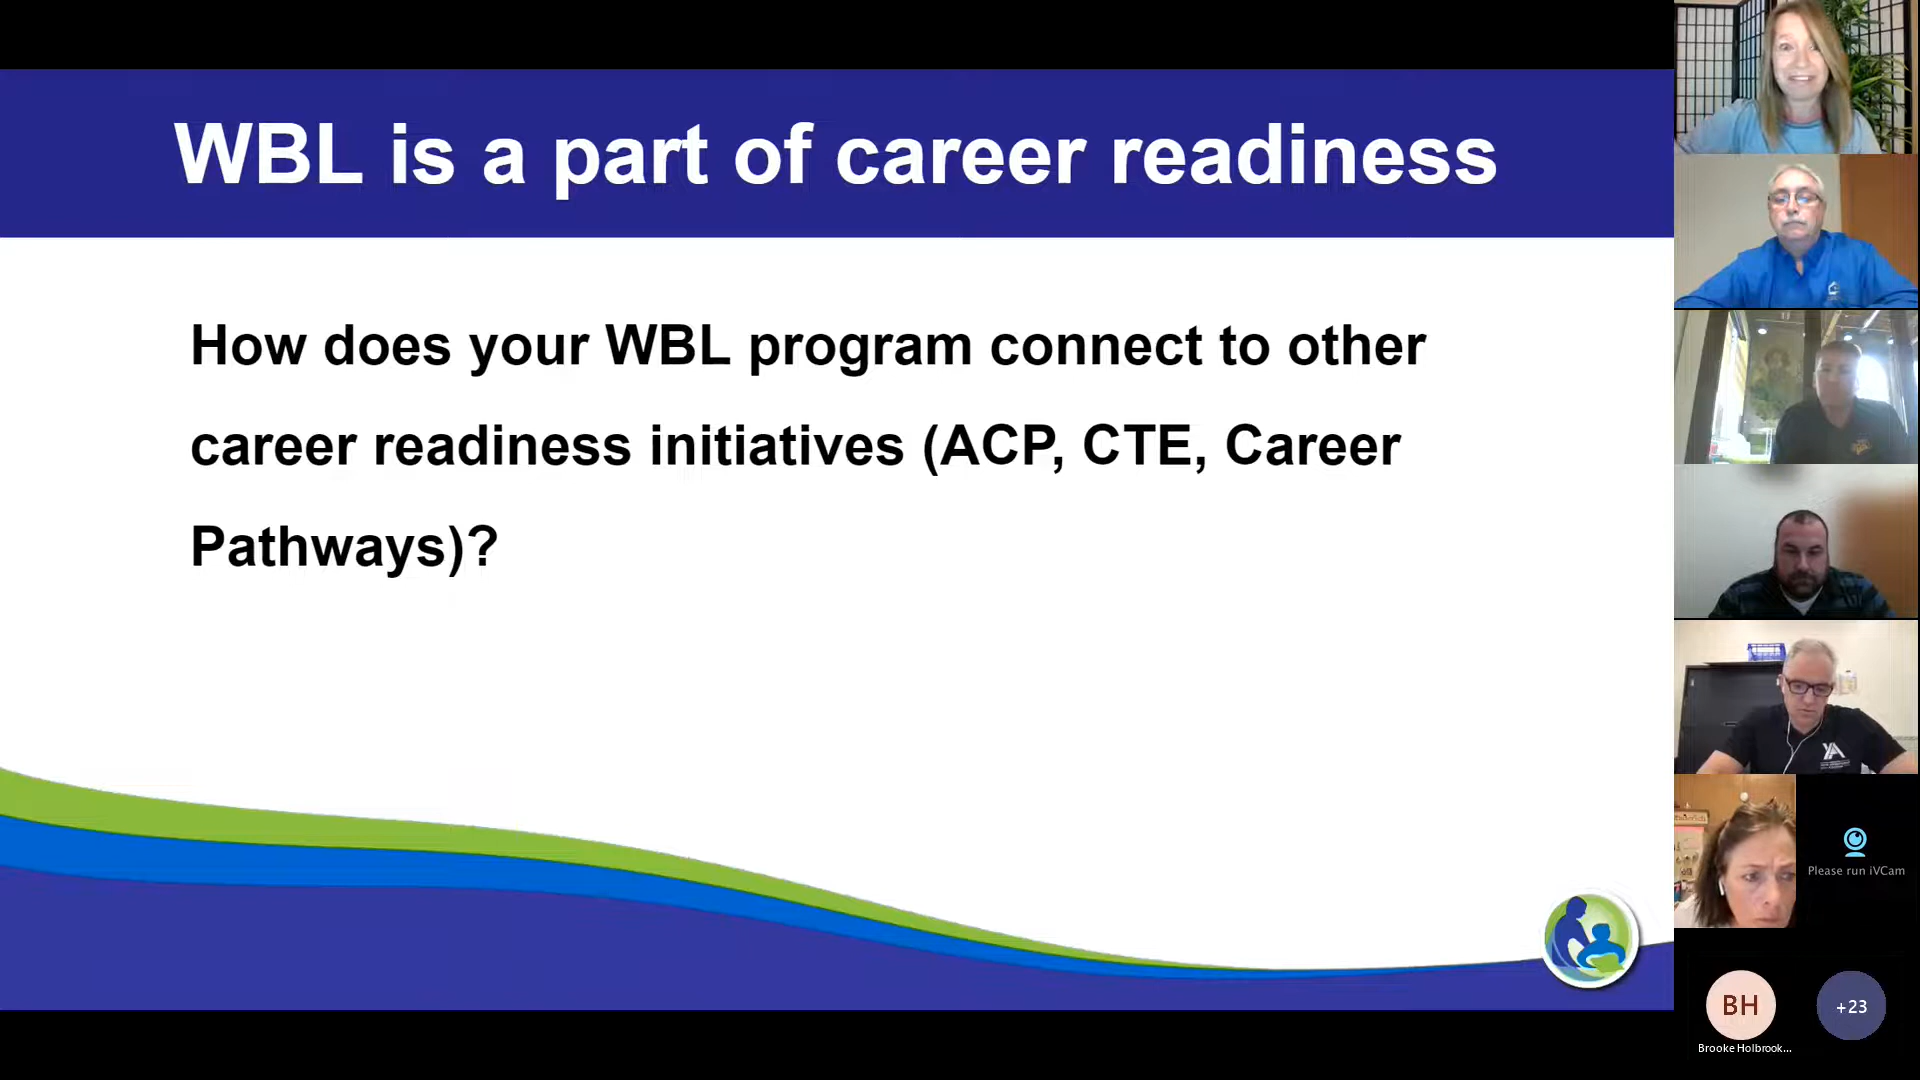 WBL is a part of career readiness
How does your WBL program connect to other
career readiness initiatives (ACP, CTE, Career
Pathways)?
YA
Please run iVCam
BH
Brooke Holbrook...
+23